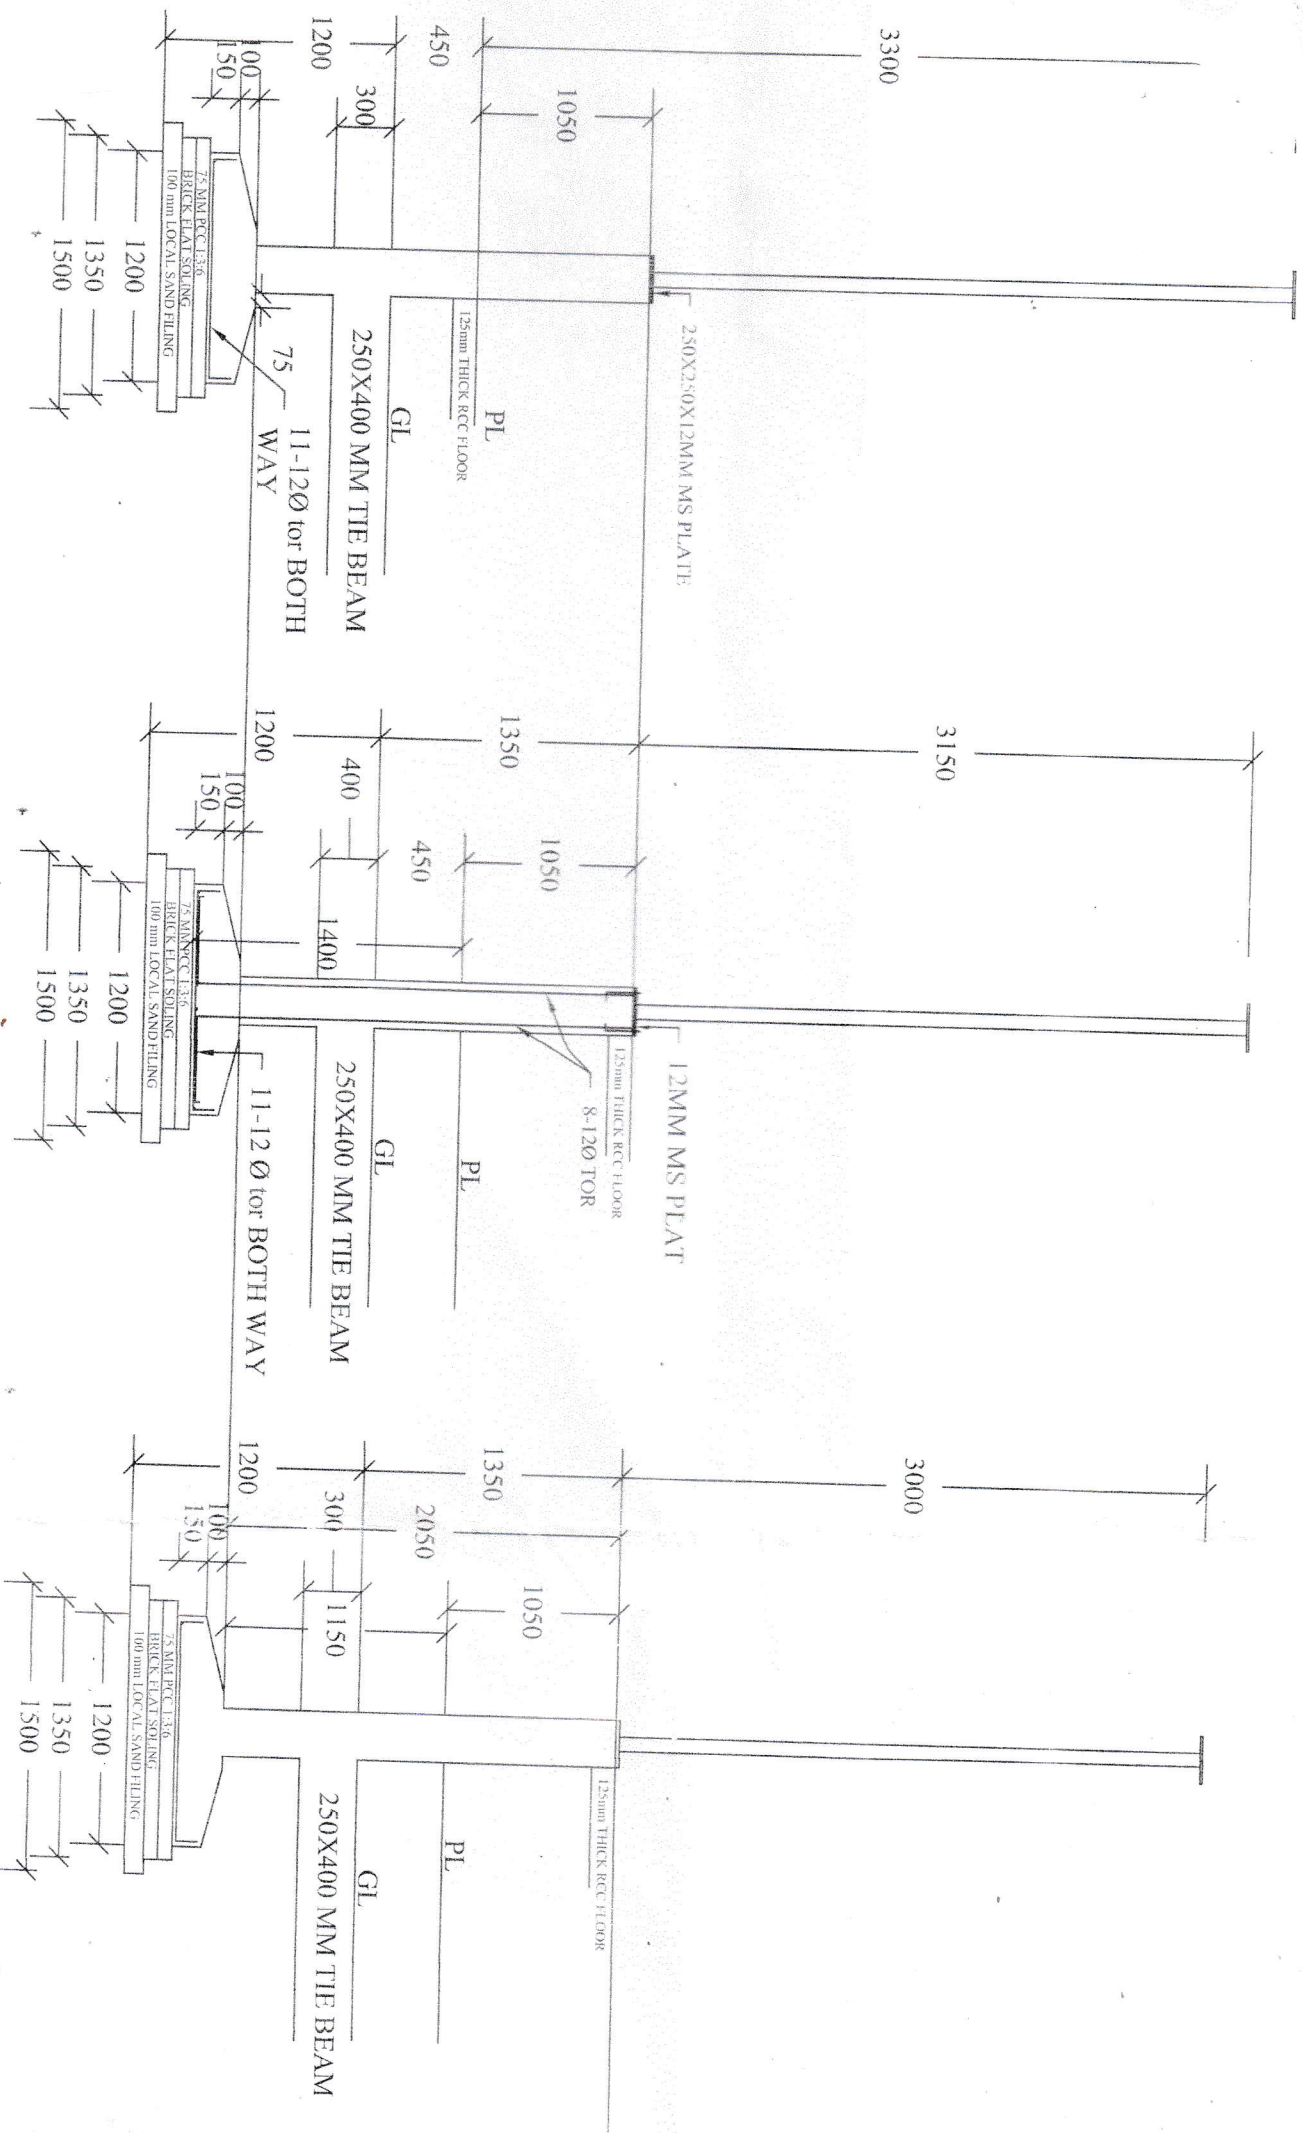 3300
1050
450
1200
300
100
150
250X250X12MM MS PLATE
PL
125mm THICK RCC FLOOR
GL
250X400 MM TIE BEAM
75
11-12Ø tor BOTH
WAY
75 MM PCC 1:3:6
BRICK FLAT SOLING
100 mm LOCAL SAND FILING
1200
1350
1500
3150
1350
1050
450
400
1200
1400
100
150
12MM MS PLAT
125mm THICK RCC FLOOR
8-12Ø TOR
PL
GL
250X400 MM TIE BEAM
11-12 Ø tor BOTH WAY
75 MM PCC 1:3:6
BRICK FLAT SOLING
100 mm LOCAL SAND FILING
1200
1350
1500
3000
1350
1050
2050
300
1150
1200
100
150
125mm THICK RCC FLOOR
PL
GL
250X400 MM TIE BEAM
75 MM PCC 1:3:6
BRICK FLAT SOLING
100 mm LOCAL SAND FILING
1200
1350
1500